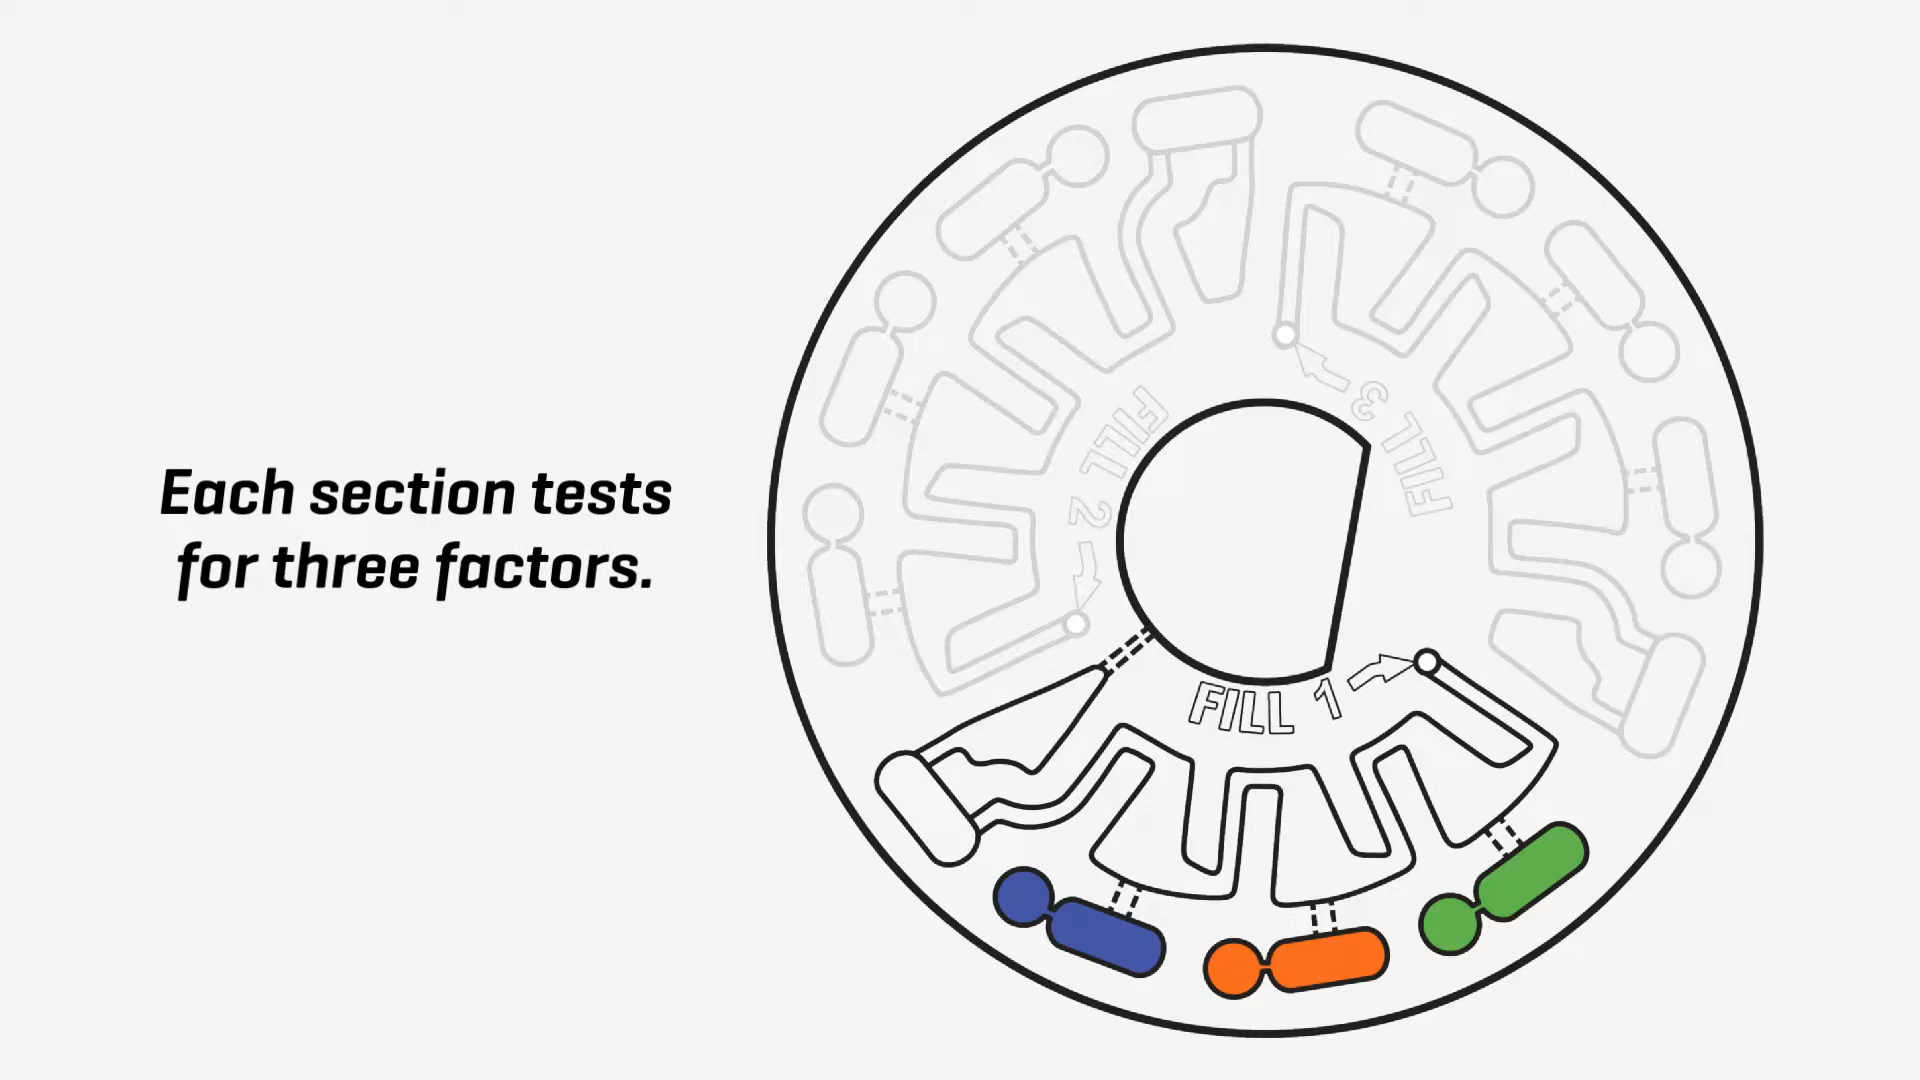 Each section tests
for three factors.
FILL 1
FILL 2
FILL 3